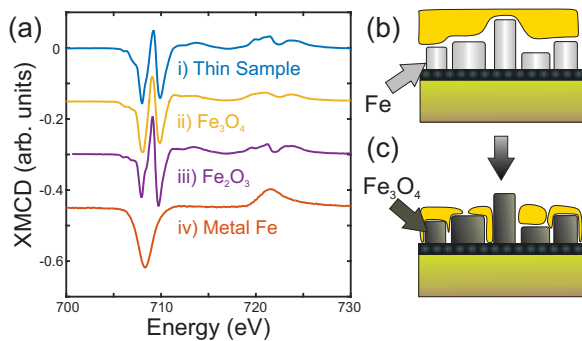 (a)
XMCD (arb. units)
0
-0.2
-0.4
-0.6
i) Thin Sample
ii) Fe₃O₄
iii) Fe₂O₃
iv) Metal Fe
700
710
720
730
Energy (eV)
(b)
Fe
(c)
Fe₃O₄